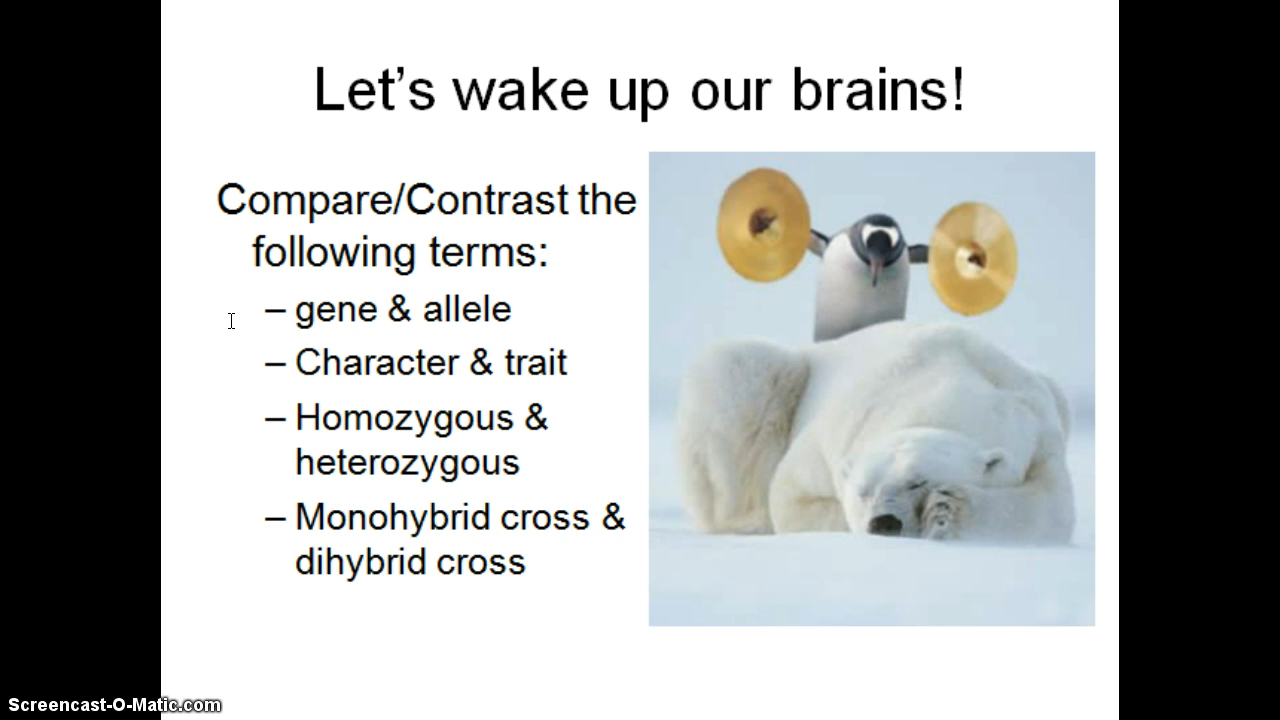 Let's wake up our brains!
Compare/Contrast the
following terms:
– gene & allele
– Character & trait
– Homozygous &
heterozygous
– Monohybrid cross &
dihybrid cross
Screencast-O-Matic.com